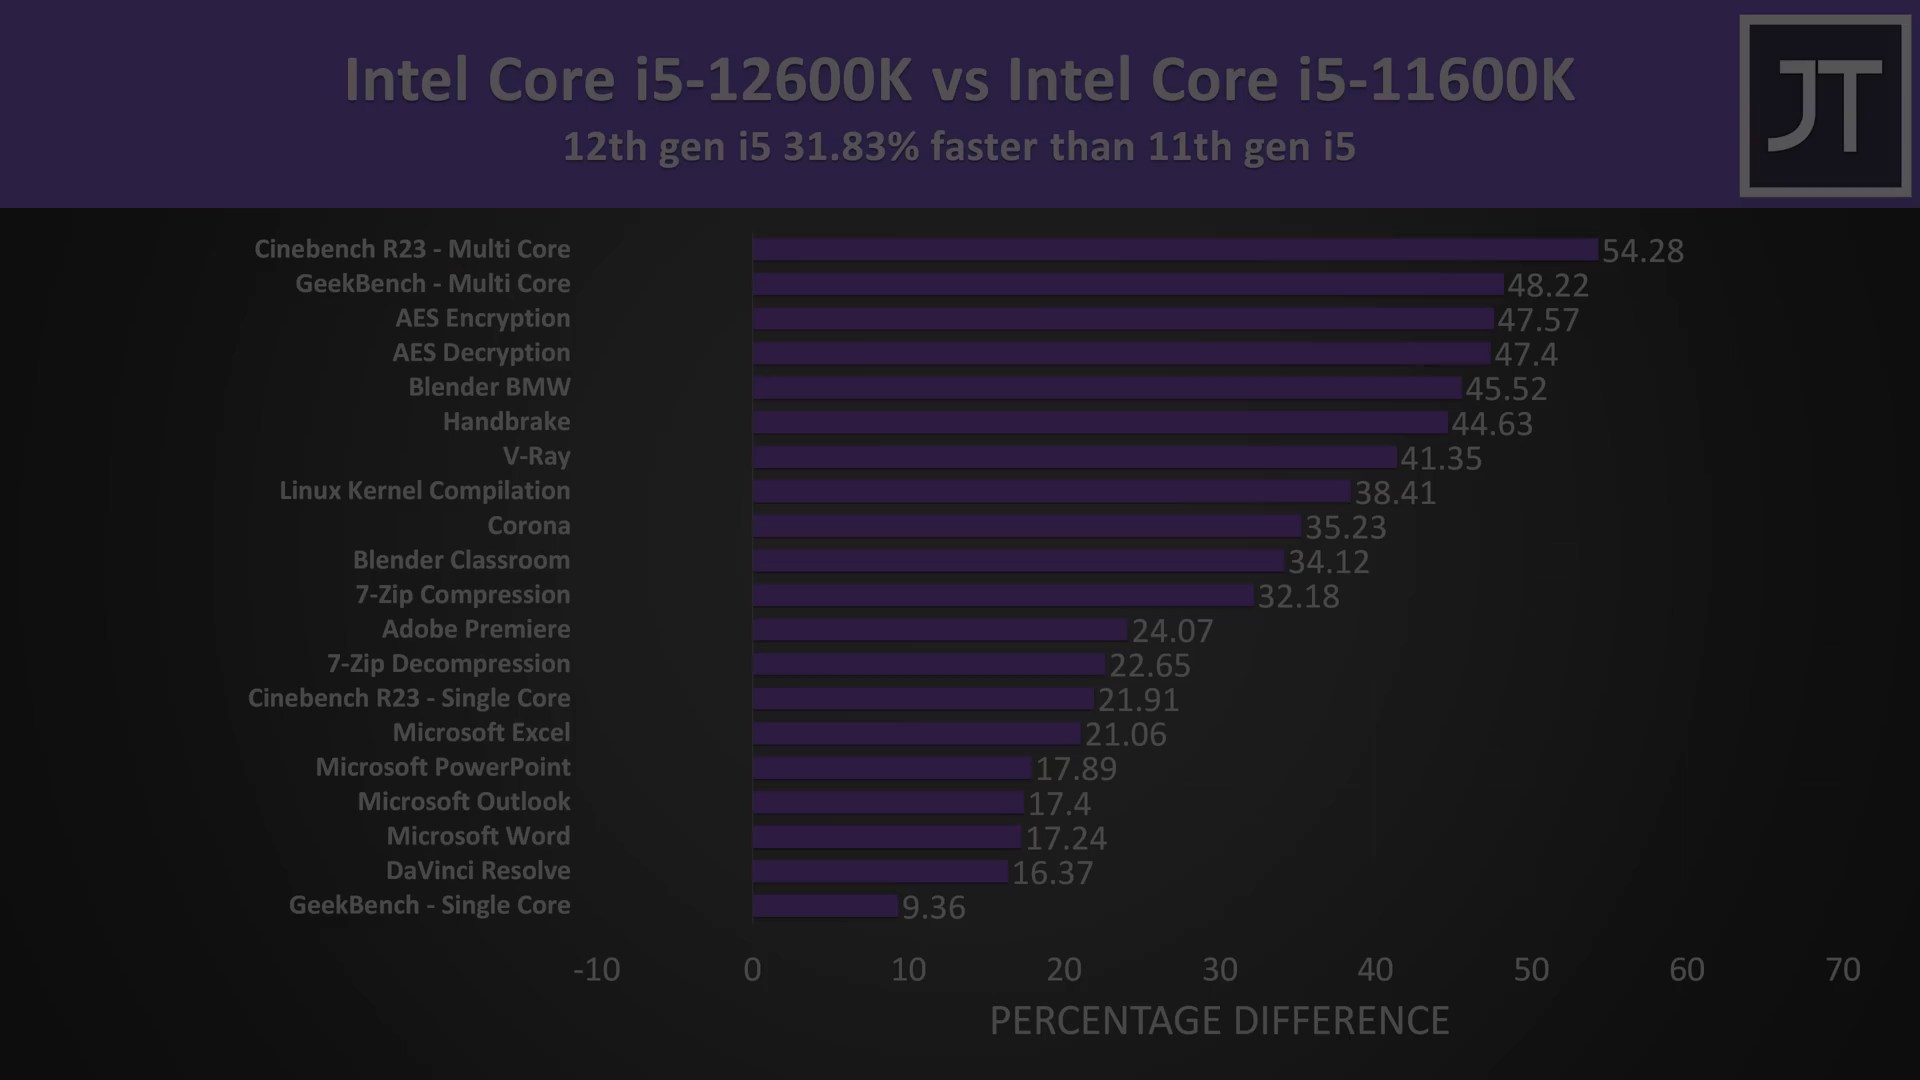 Intel Core i5-12600K vs Intel Core i5-11600K
12th gen i5 31.83% faster than 11th gen i5
JT
Cinebench R23 - Multi Core 54.28
GeekBench - Multi Core 48.22
AES Encryption 47.57
AES Decryption 47.4
Blender BMW 45.52
Handbrake 44.63
V-Ray 41.35
Linux Kernel Compilation 38.41
Corona 35.23
Blender Classroom 34.12
7-Zip Compression 32.18
Adobe Premiere 24.07
7-Zip Decompression 22.65
Cinebench R23 - Single Core 21.91
Microsoft Excel 21.06
Microsoft PowerPoint 17.89
Microsoft Outlook 17.4
Microsoft Word 17.24
DaVinci Resolve 16.37
GeekBench - Single Core 9.36
-10 0 10 20 30 40 50 60 70
PERCENTAGE DIFFERENCE